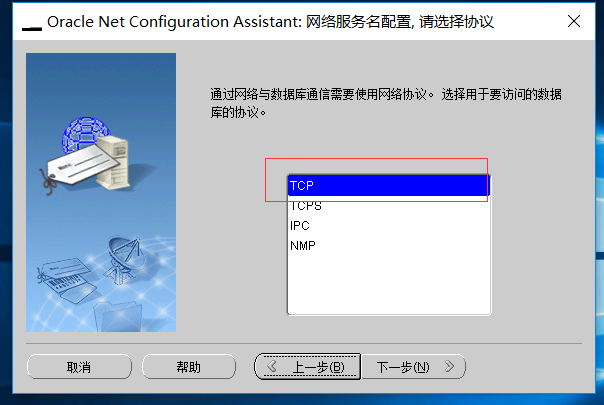 Oracle Net Configuration Assistant: 网络服务名配置, 请选择协议
通过网络与数据库通信需要使用网络协议。 选择用于要访问的数据
库的协议。
TCP
TCPS
IPC
NMP
取消 帮助 上一步(B) 下一步(N)